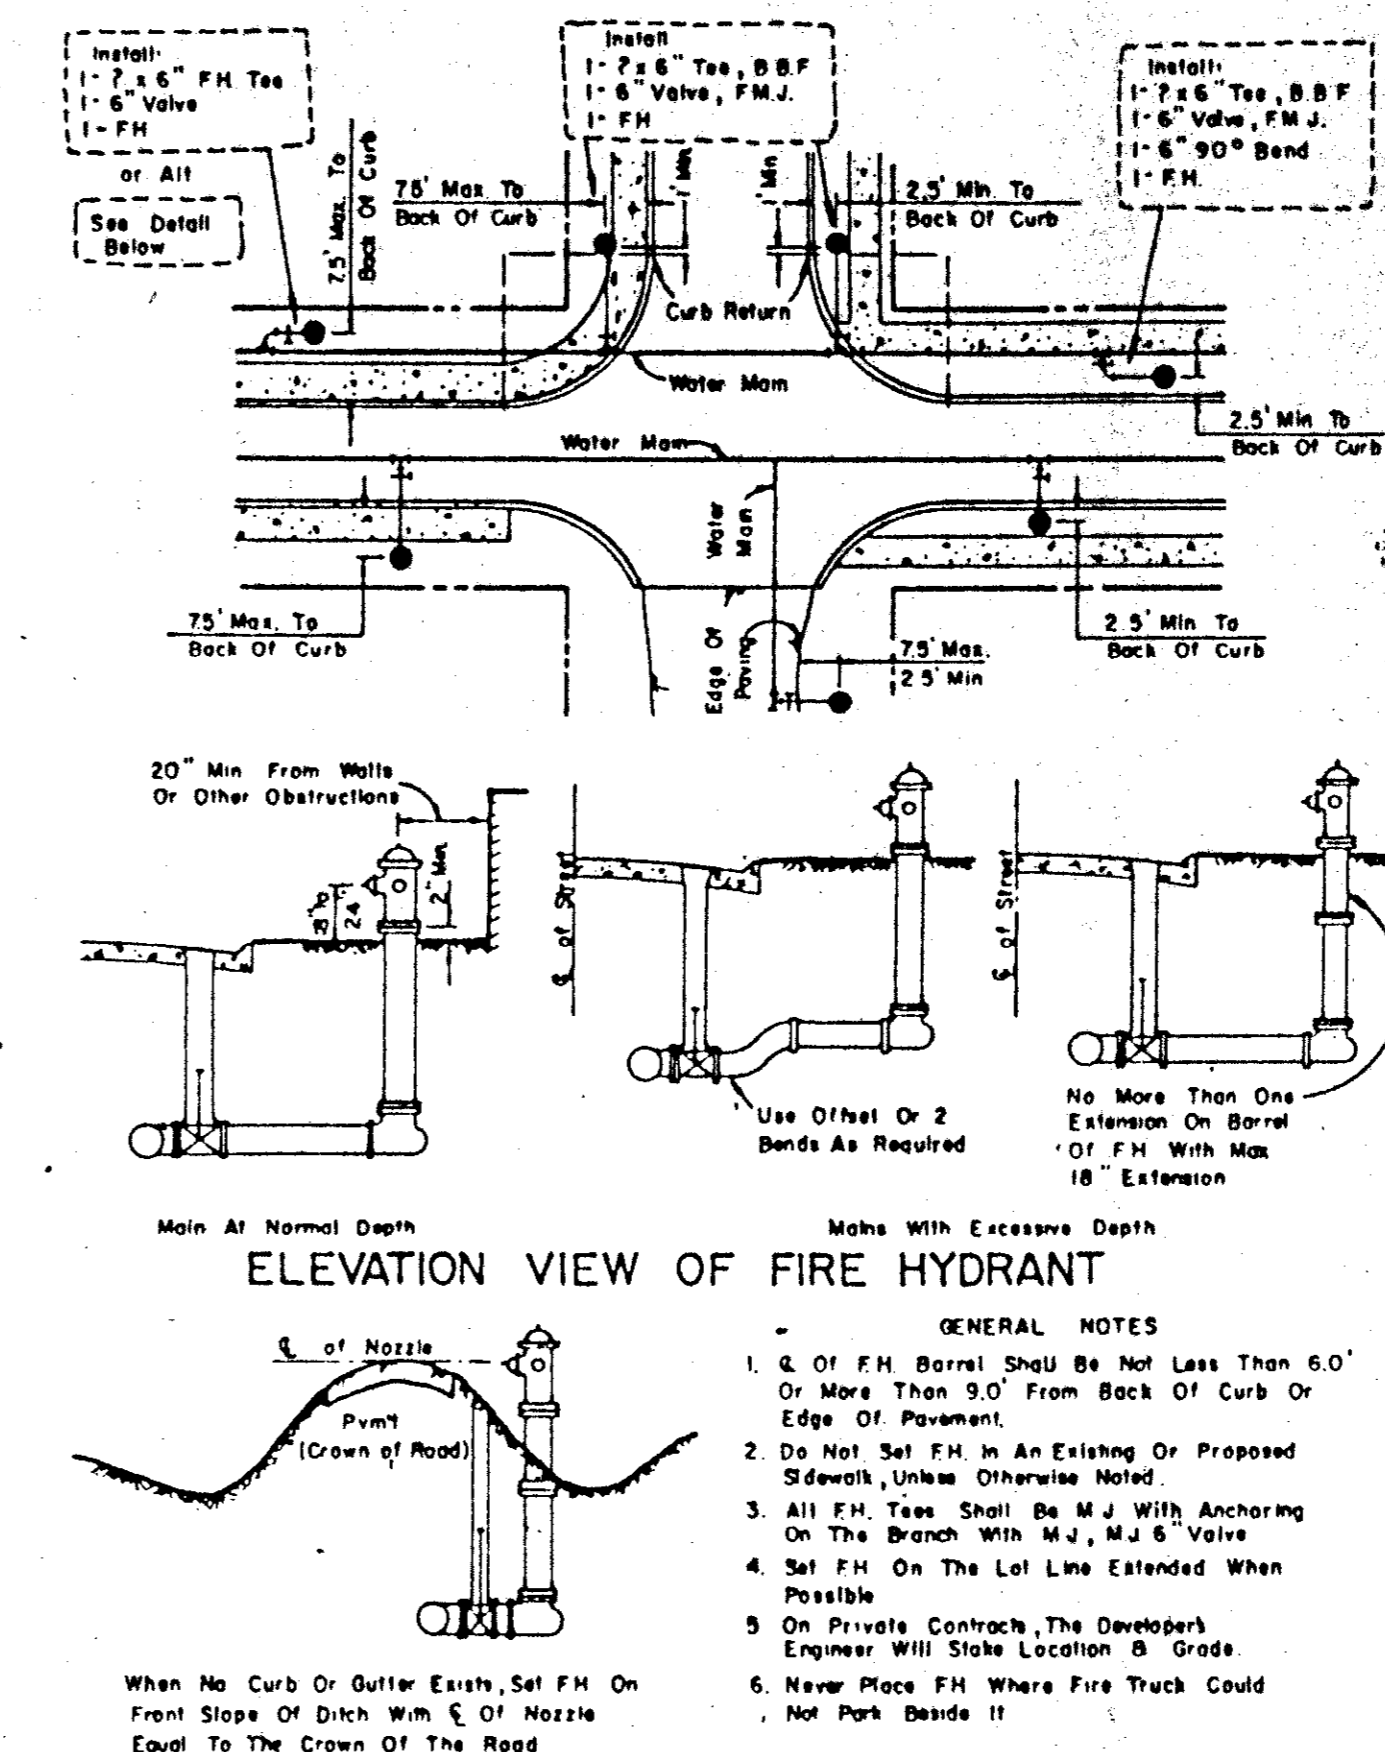 Install:
1- ? x 6" F.H. Tee
1- 6" Valve
1- FH
or Alt
See Detail
Below
7.5' Max. To
Back Of Curb
Install
1- ? x 6" Tee, B.B.F
1- 6" Valve, F.M.J.
1- FH
7.5' Max To
Back Of Curb
1' Min
1' Min
2.5' Min. To
Back Of Curb
Install:
1- ? x 6" Tee, B.B.F
1- 6" Valve, F.M.J.
1- 6" 90° Bend
1- F.H.
Curb Return
Water Main
Water Main
2.5' Min To
Back Of Curb
Water
Main
7.5' Max. To
Back Of Curb
Edge Of
Paving
7.5' Max.
2.5' Min
2.5' Min To
Back Of Curb
20" Min From Walls
Or Other Obstructions
18" to
24
2" Min
℄ of Street
℄ of Street
Use Offset Or 2
Bends As Required
No More Than One
Extension On Barrel
Of F.H. With Max
18" Extension
Main At Normal Depth
Mains With Excessive Depth
ELEVATION VIEW OF FIRE HYDRANT
℄ of Nozzle
Pvm't
(Crown of Road)
When No Curb Or Gutter Exists, Set F.H. On
Front Slope Of Ditch With ℄ Of Nozzle
Equal To The Crown Of The Road
GENERAL NOTES
1. ℄ Of F.H. Barrel Shall Be Not Less Than 6.0'
Or More Than 9.0' From Back Of Curb Or
Edge Of Pavement.
2. Do Not Set F.H. In An Existing Or Proposed
Sidewalk, Unless Otherwise Noted.
3. All F.H. Tees Shall Be M J With Anchoring
On The Branch With M J, M J 6" Valve
4. Set F.H. On The Lot Line Extended When
Possible
5 On Private Contracts, The Developer's
Engineer Will Stake Location & Grade.
6. Never Place FH Where Fire Truck Could
Not Park Beside It